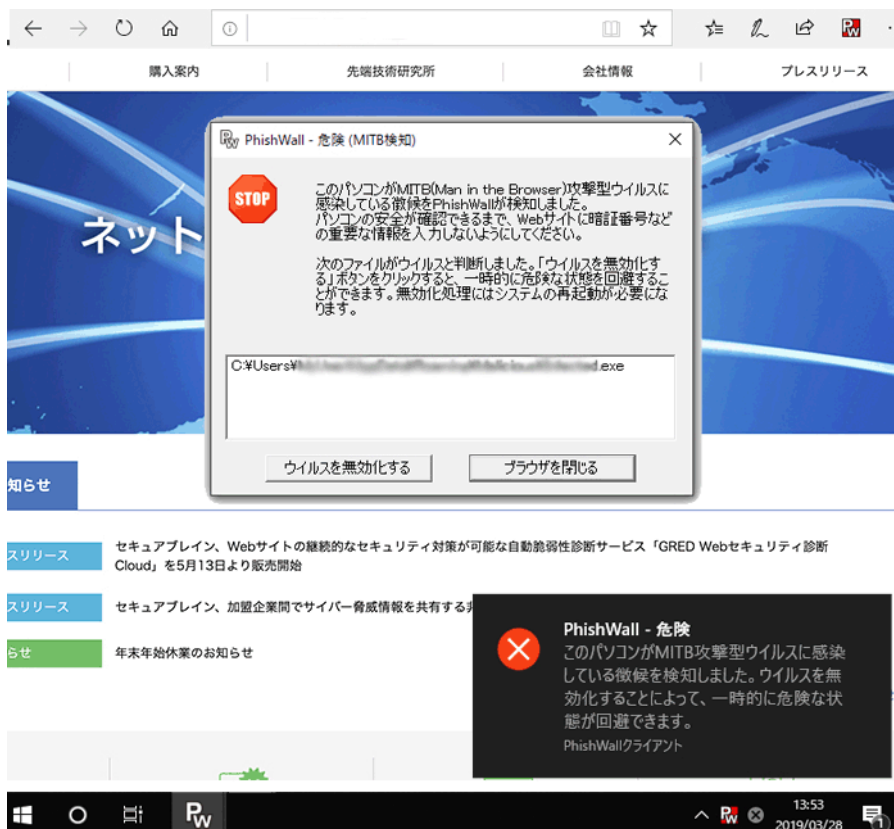 購入案内
先端技術研究所
会社情報
プレスリリース
ネット
PhishWall - 危険 (MITB検知)
STOP
このパソコンがMITB(Man in the Browser)攻撃型ウイルスに
感染している徴候をPhishWallが検知しました。
パソコンの安全が確認できるまで、Webサイトに暗証番号など
の重要な情報を入力しないようにしてください。
次のファイルがウイルスと判断しました。「ウイルスを無効化す
る」ボタンをクリックすると、一時的に危険な状態を回避するこ
とができます。無効化処理にはシステムの再起動が必要にな
ります。
C:¥Users¥ d.exe
ウイルスを無効化する
ブラウザを閉じる
知らせ
スリリース
セキュアブレイン、Webサイトの継続的なセキュリティ対策が可能な自動脆弱性診断サービス「GRED Webセキュリティ診断
Cloud」を5月13日より販売開始
スリリース
セキュアブレイン、加盟企業間でサイバー脅威情報を共有する
らせ
年末年始休業のお知らせ
PhishWall - 危険
このパソコンがMITB攻撃型ウイルスに感染
している徴候を検知しました。ウイルスを無
効化することによって、一時的に危険な状
態が回避できます。
PhishWallクライアント
PW
13:53
2019/03/28
1